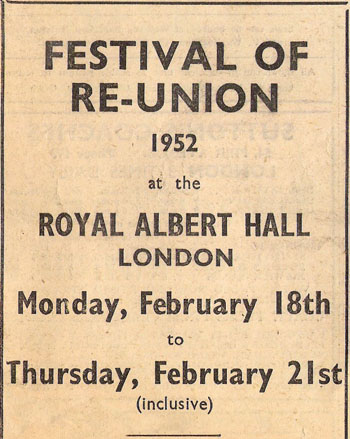 FESTIVAL OF
RE-UNION
1952
at the
ROYAL ALBERT HALL
LONDON
Monday, February 18th
to
Thursday, February 21st
(inclusive)